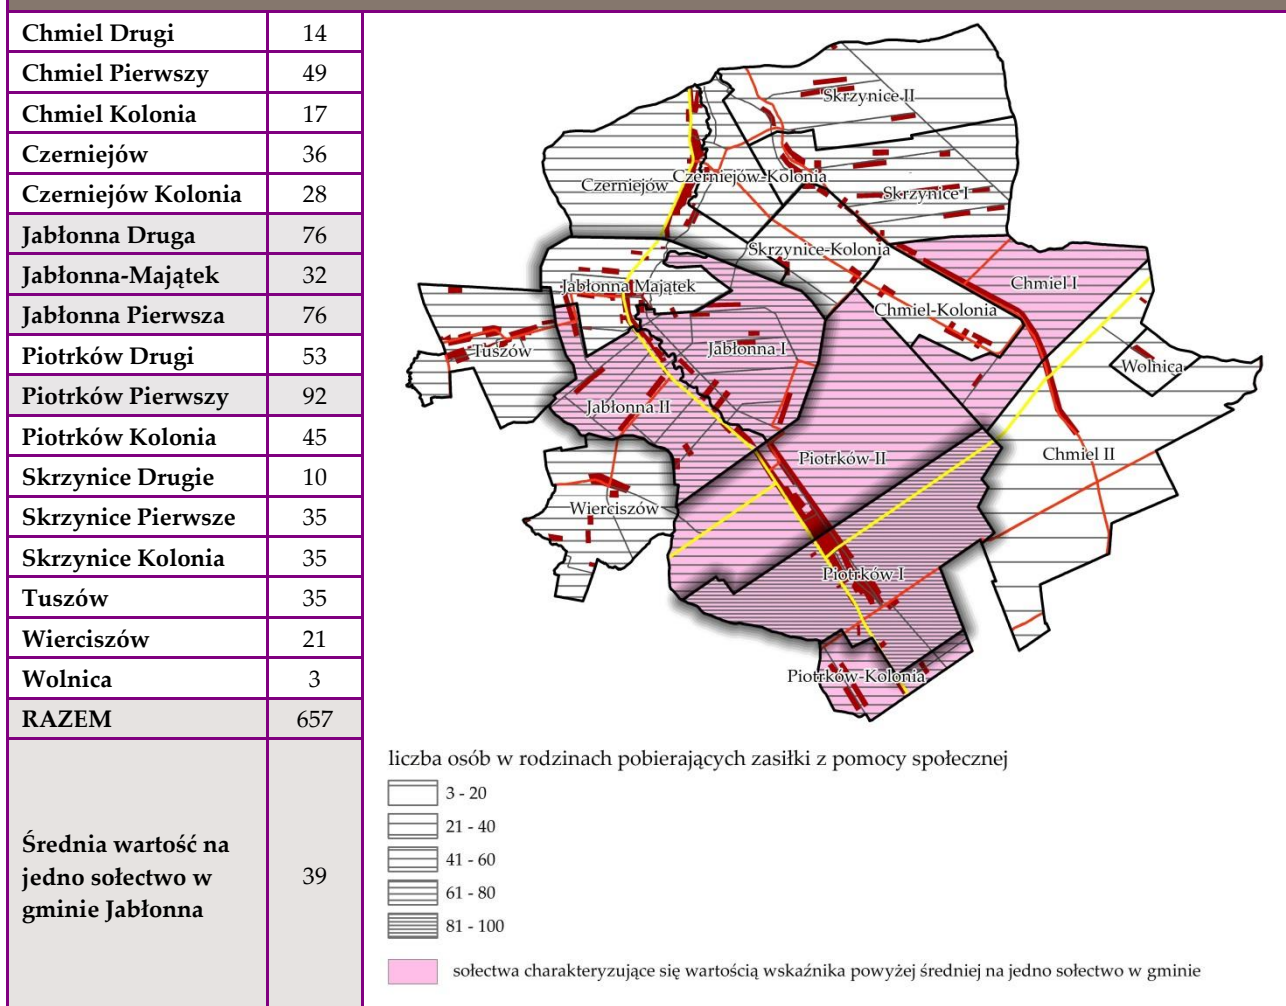 Chmiel Drugi 14
Chmiel Pierwszy 49
Chmiel Kolonia 17
Czerniejów 36
Czerniejów Kolonia 28
Jabłonna Druga 76
Jabłonna-Majątek 32
Jabłonna Pierwsza 76
Piotrków Drugi 53
Piotrków Pierwszy 92
Piotrków Kolonia 45
Skrzynice Drugie 10
Skrzynice Pierwsze 35
Skrzynice Kolonia 35
Tuszów 35
Wierciszów 21
Wolnica 3
RAZEM 657
Średnia wartość na
jedno sołectwo w
gminie Jabłonna
39
Skrzynice II
Czerniejów-Kolonia
Czerniejów
Skrzynice I
Skrzynice-Kolonia
Chmiel I
Jabłonna Majątek
Chmiel-Kolonia
Tuszów
Jabłonna I
Wolnica
Jabłonna II
Piotrków II
Chmiel II
Wierciszów
Piotrków I
Piotrków-Kolonia
liczba osób w rodzinach pobierających zasiłki z pomocy społecznej
3 - 20
21 - 40
41 - 60
61 - 80
81 - 100
sołectwa charakteryzujące się wartością wskaźnika powyżej średniej na jedno sołectwo w gminie